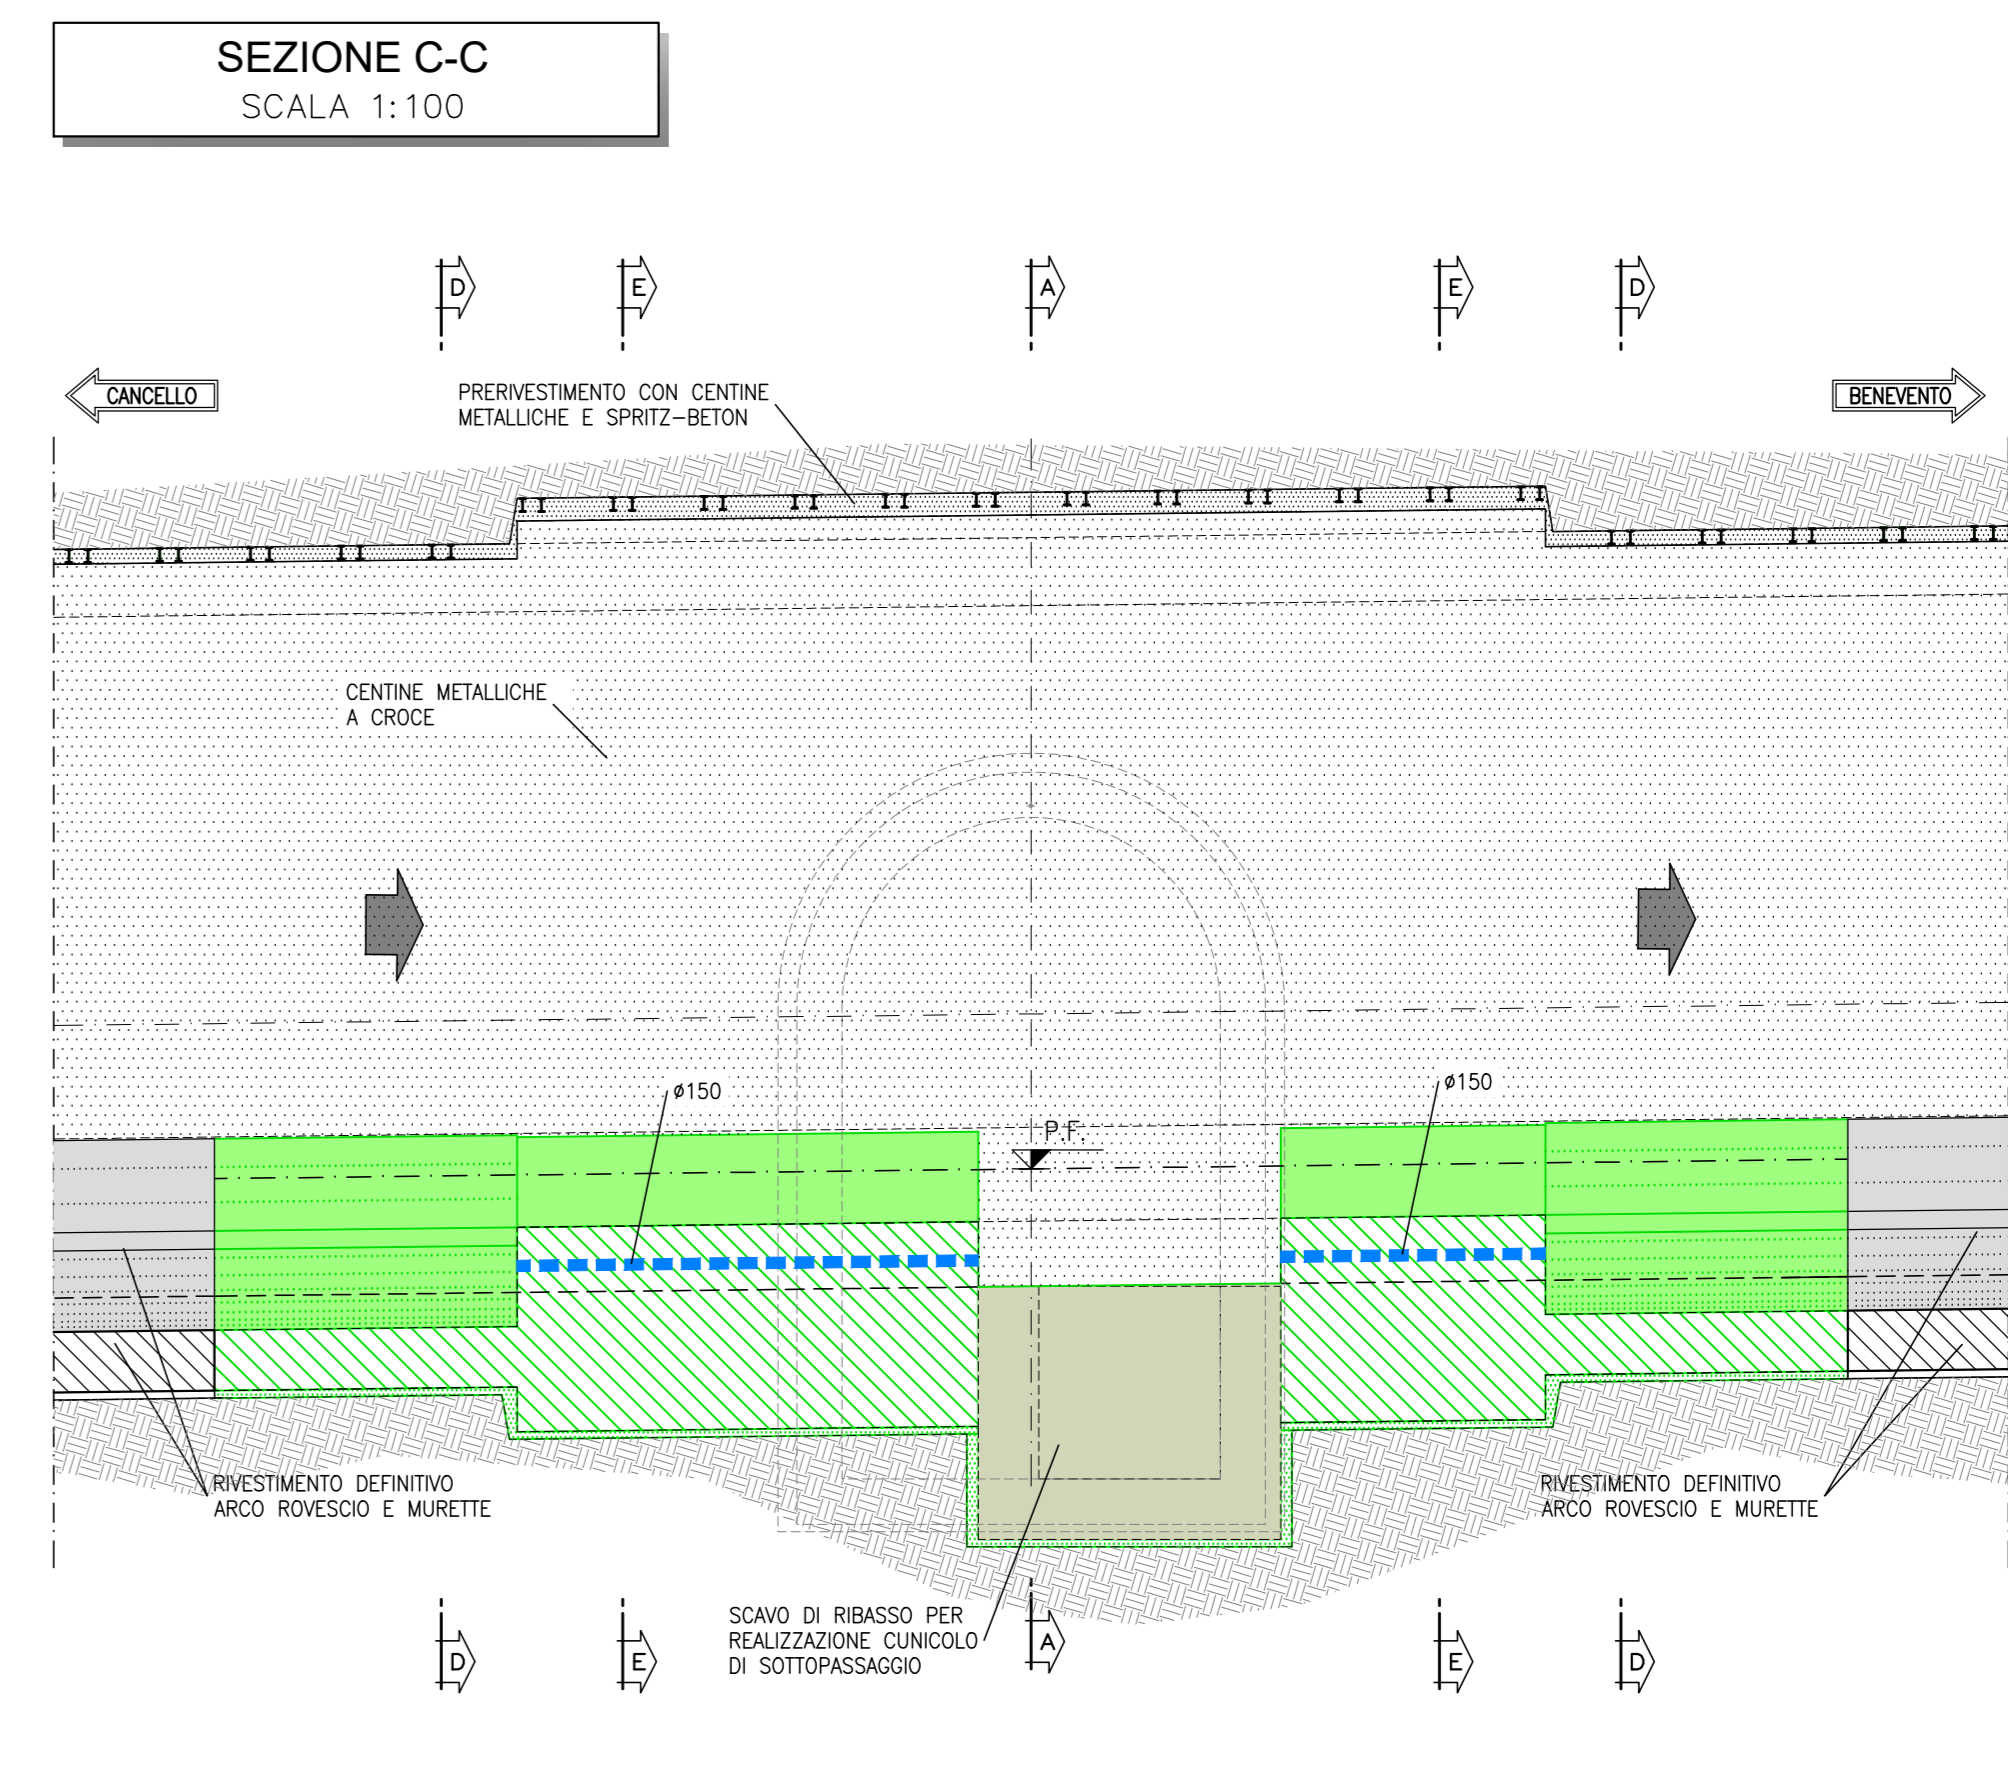 SEZIONE C-C
SCALA 1:100
D
E
A
E
D
CANCELLO
BENEVENTO
PRERIVESTIMENTO CON CENTINE
METALLICHE E SPRITZ-BETON
CENTINE METALLICHE
A CROCE
ø150
ø150
P.F.
RIVESTIMENTO DEFINITIVO
ARCO ROVESCIO E MURETTE
RIVESTIMENTO DEFINITIVO
ARCO ROVESCIO E MURETTE
SCAVO DI RIBASSO PER
REALIZZAZIONE CUNICOLO
DI SOTTOPASSAGGIO
D
E
A
E
D